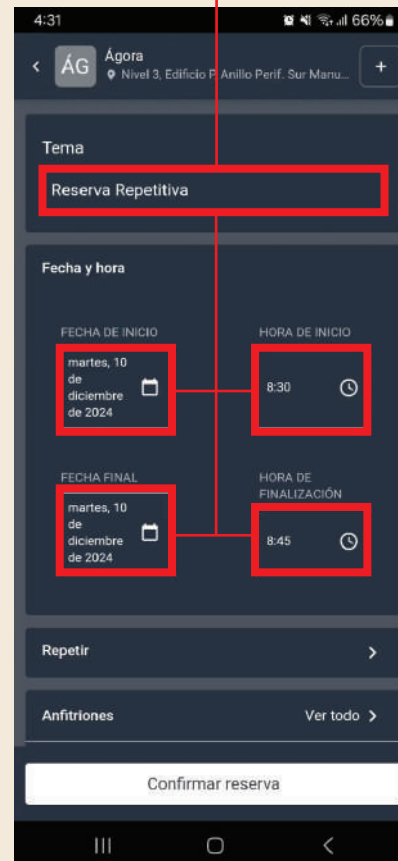 4:31 66%
ÁG Ágora
Nivel 3, Edificio P Anillo Perif. Sur Manu... +
Tema
Reserva Repetitiva
Fecha y hora
FECHA DE INICIO HORA DE INICIO
martes, 10
de
diciembre
de 2024
8:30
FECHA FINAL HORA DE
FINALIZACIÓN
martes, 10
de
diciembre
de 2024
8:45
Repetir
Anfitriones Ver todo
Confirmar reserva